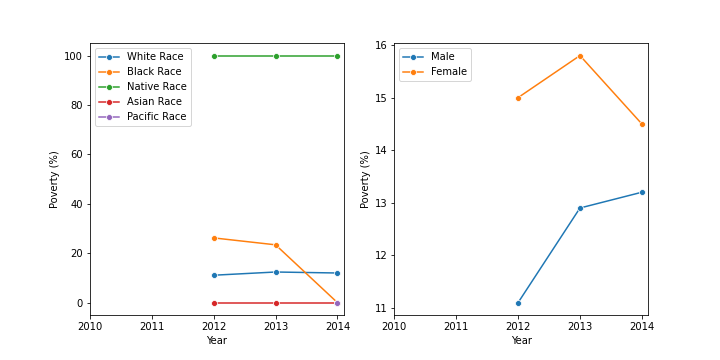 White Race
Black Race
Native Race
Asian Race
Pacific Race
100
80
60
40
20
0
Poverty (%)
2010 2011 2012 2013 2014
Year
Male
Female
16
15
14
13
12
11
Poverty (%)
2010 2011 2012 2013 2014
Year